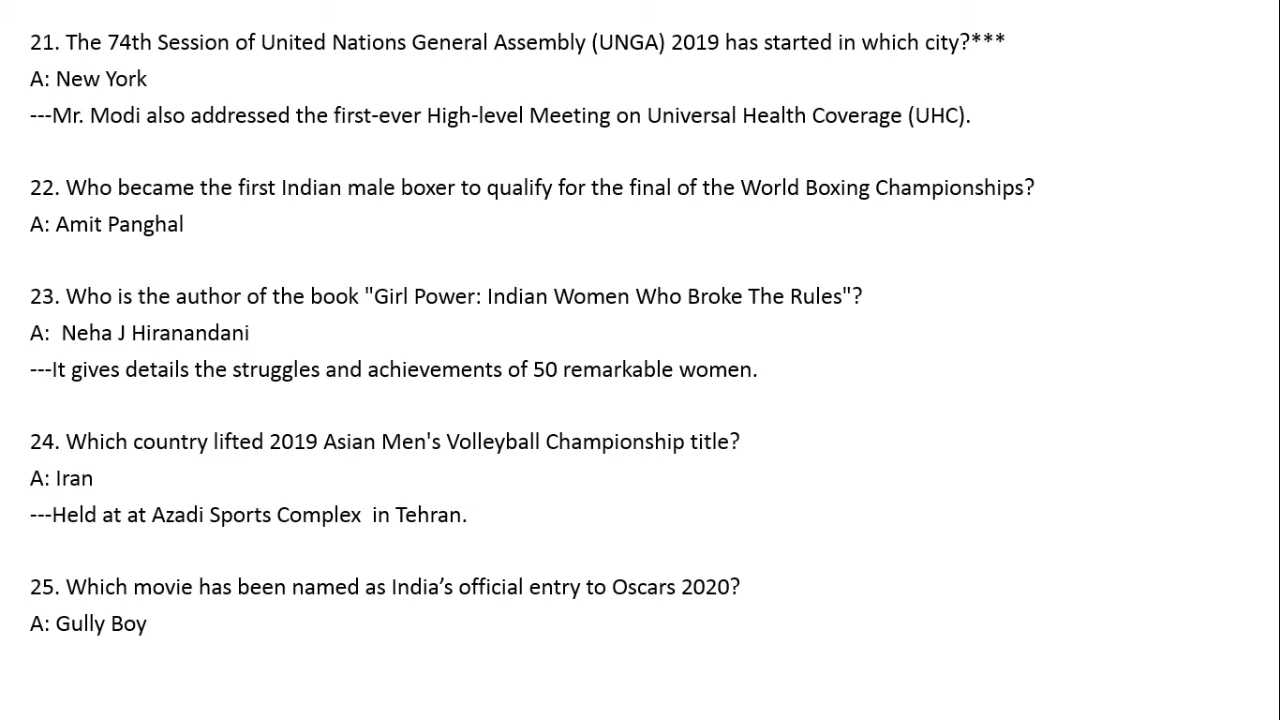 21. The 74th Session of United Nations General Assembly (UNGA) 2019 has started in which city?***
A: New York
---Mr. Modi also addressed the first-ever High-level Meeting on Universal Health Coverage (UHC).
22. Who became the first Indian male boxer to qualify for the final of the World Boxing Championships?
A: Amit Panghal
23. Who is the author of the book "Girl Power: Indian Women Who Broke The Rules"?
A:  Neha J Hiranandani
---It gives details the struggles and achievements of 50 remarkable women.
24. Which country lifted 2019 Asian Men's Volleyball Championship title?
A: Iran
---Held at at Azadi Sports Complex  in Tehran.
25. Which movie has been named as India’s official entry to Oscars 2020?
A: Gully Boy